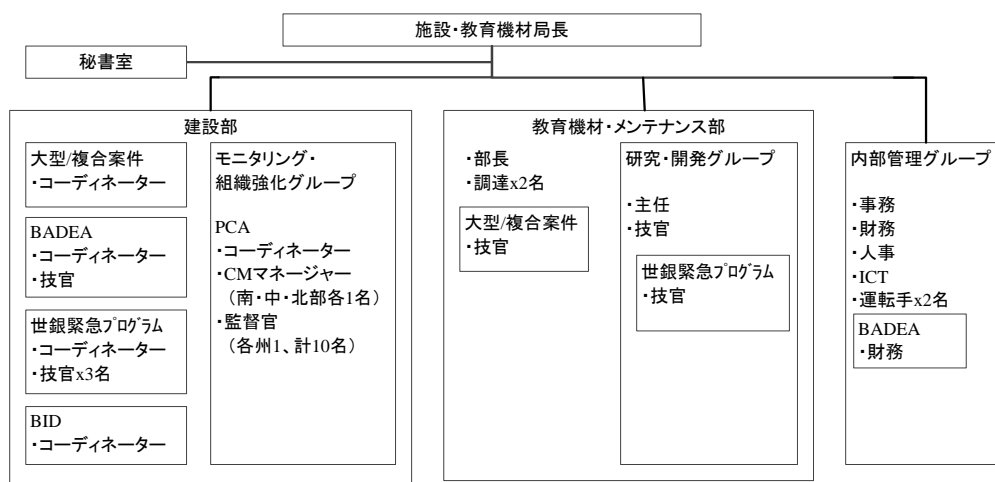 施設・教育機材局長
秘書室
建設部
大型/複合案件
・コーディネーター
BADEA
・コーディネーター
・技官
世銀緊急ﾌﾟﾛｸﾞﾗﾑ
・コーディネーター
・技官x3名
BID
・コーディネーター
モニタリング・
組織強化グループ
PCA
・コーディネーター
・CMマネージャー
（南・中・北部各1名）
・監督官
（各州1、計10名）
教育機材・メンテナンス部
・部長
・調達x2名
大型/複合案件
・技官
研究・開発グループ
・主任
・技官
世銀緊急ﾌﾟﾛｸﾞﾗﾑ
・技官
内部管理グループ
・事務
・財務
・人事
・ICT
・運転手x2名
BADEA
・財務